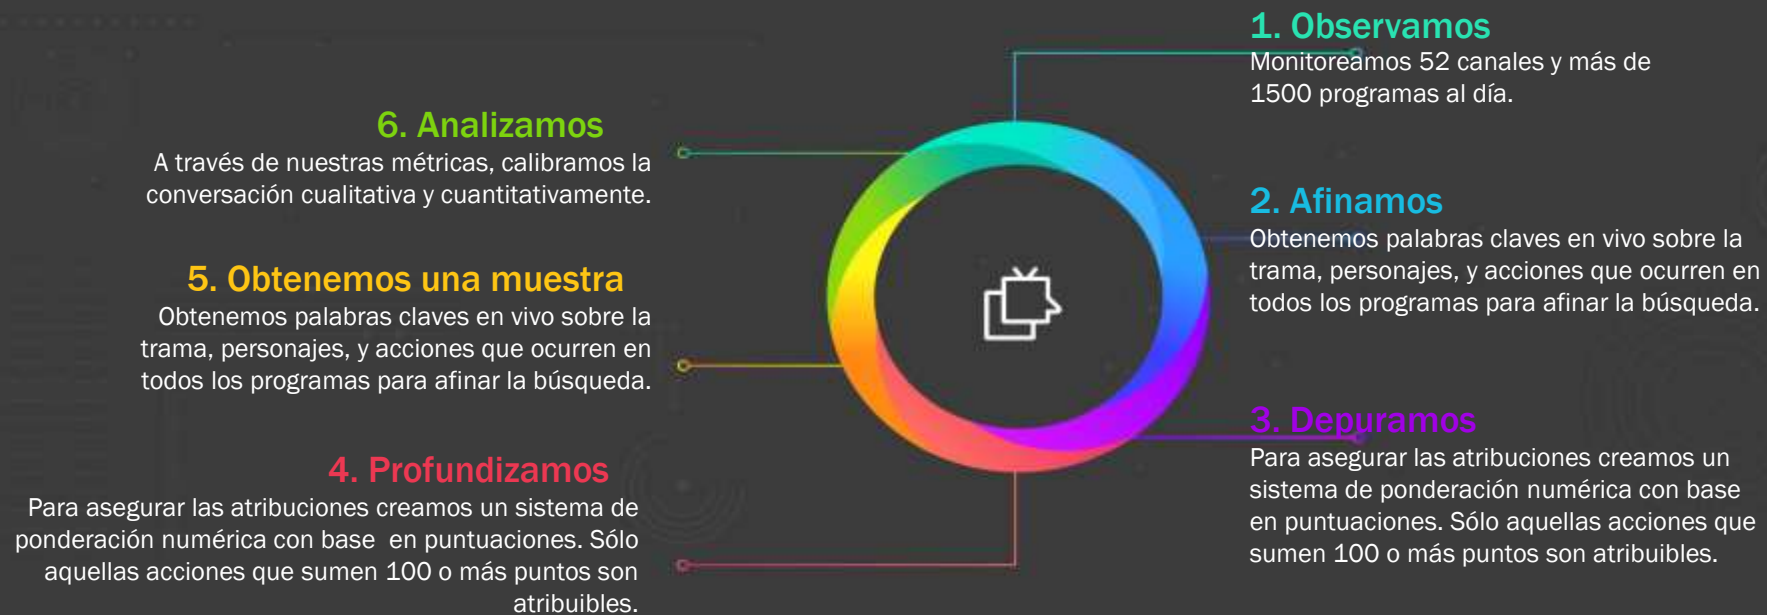 1. Observamos
Monitoreamos 52 canales y más de
1500 programas al día.
2. Afinamos
Obtenemos palabras claves en vivo sobre la
trama, personajes, y acciones que ocurren en
todos los programas para afinar la búsqueda.
3. Depuramos
Para asegurar las atribuciones creamos un
sistema de ponderación numérica con base
en puntuaciones. Sólo aquellas acciones que
sumen 100 o más puntos son atribuibles.
4. Profundizamos
Para asegurar las atribuciones creamos un sistema de
ponderación numérica con base en puntuaciones. Sólo
aquellas acciones que sumen 100 o más puntos son
atribuibles.
5. Obtenemos una muestra
Obtenemos palabras claves en vivo sobre la
trama, personajes, y acciones que ocurren en
todos los programas para afinar la búsqueda.
6. Analizamos
A través de nuestras métricas, calibramos la
conversación cualitativa y cuantitativamente.